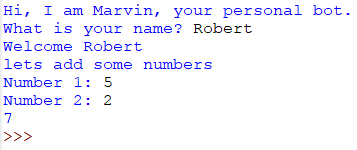 Hi, I am Marvin, your personal bot.
What is your name? Robert
Welcome Robert
lets add some numbers
Number 1: 5
Number 2: 2
7
>>>